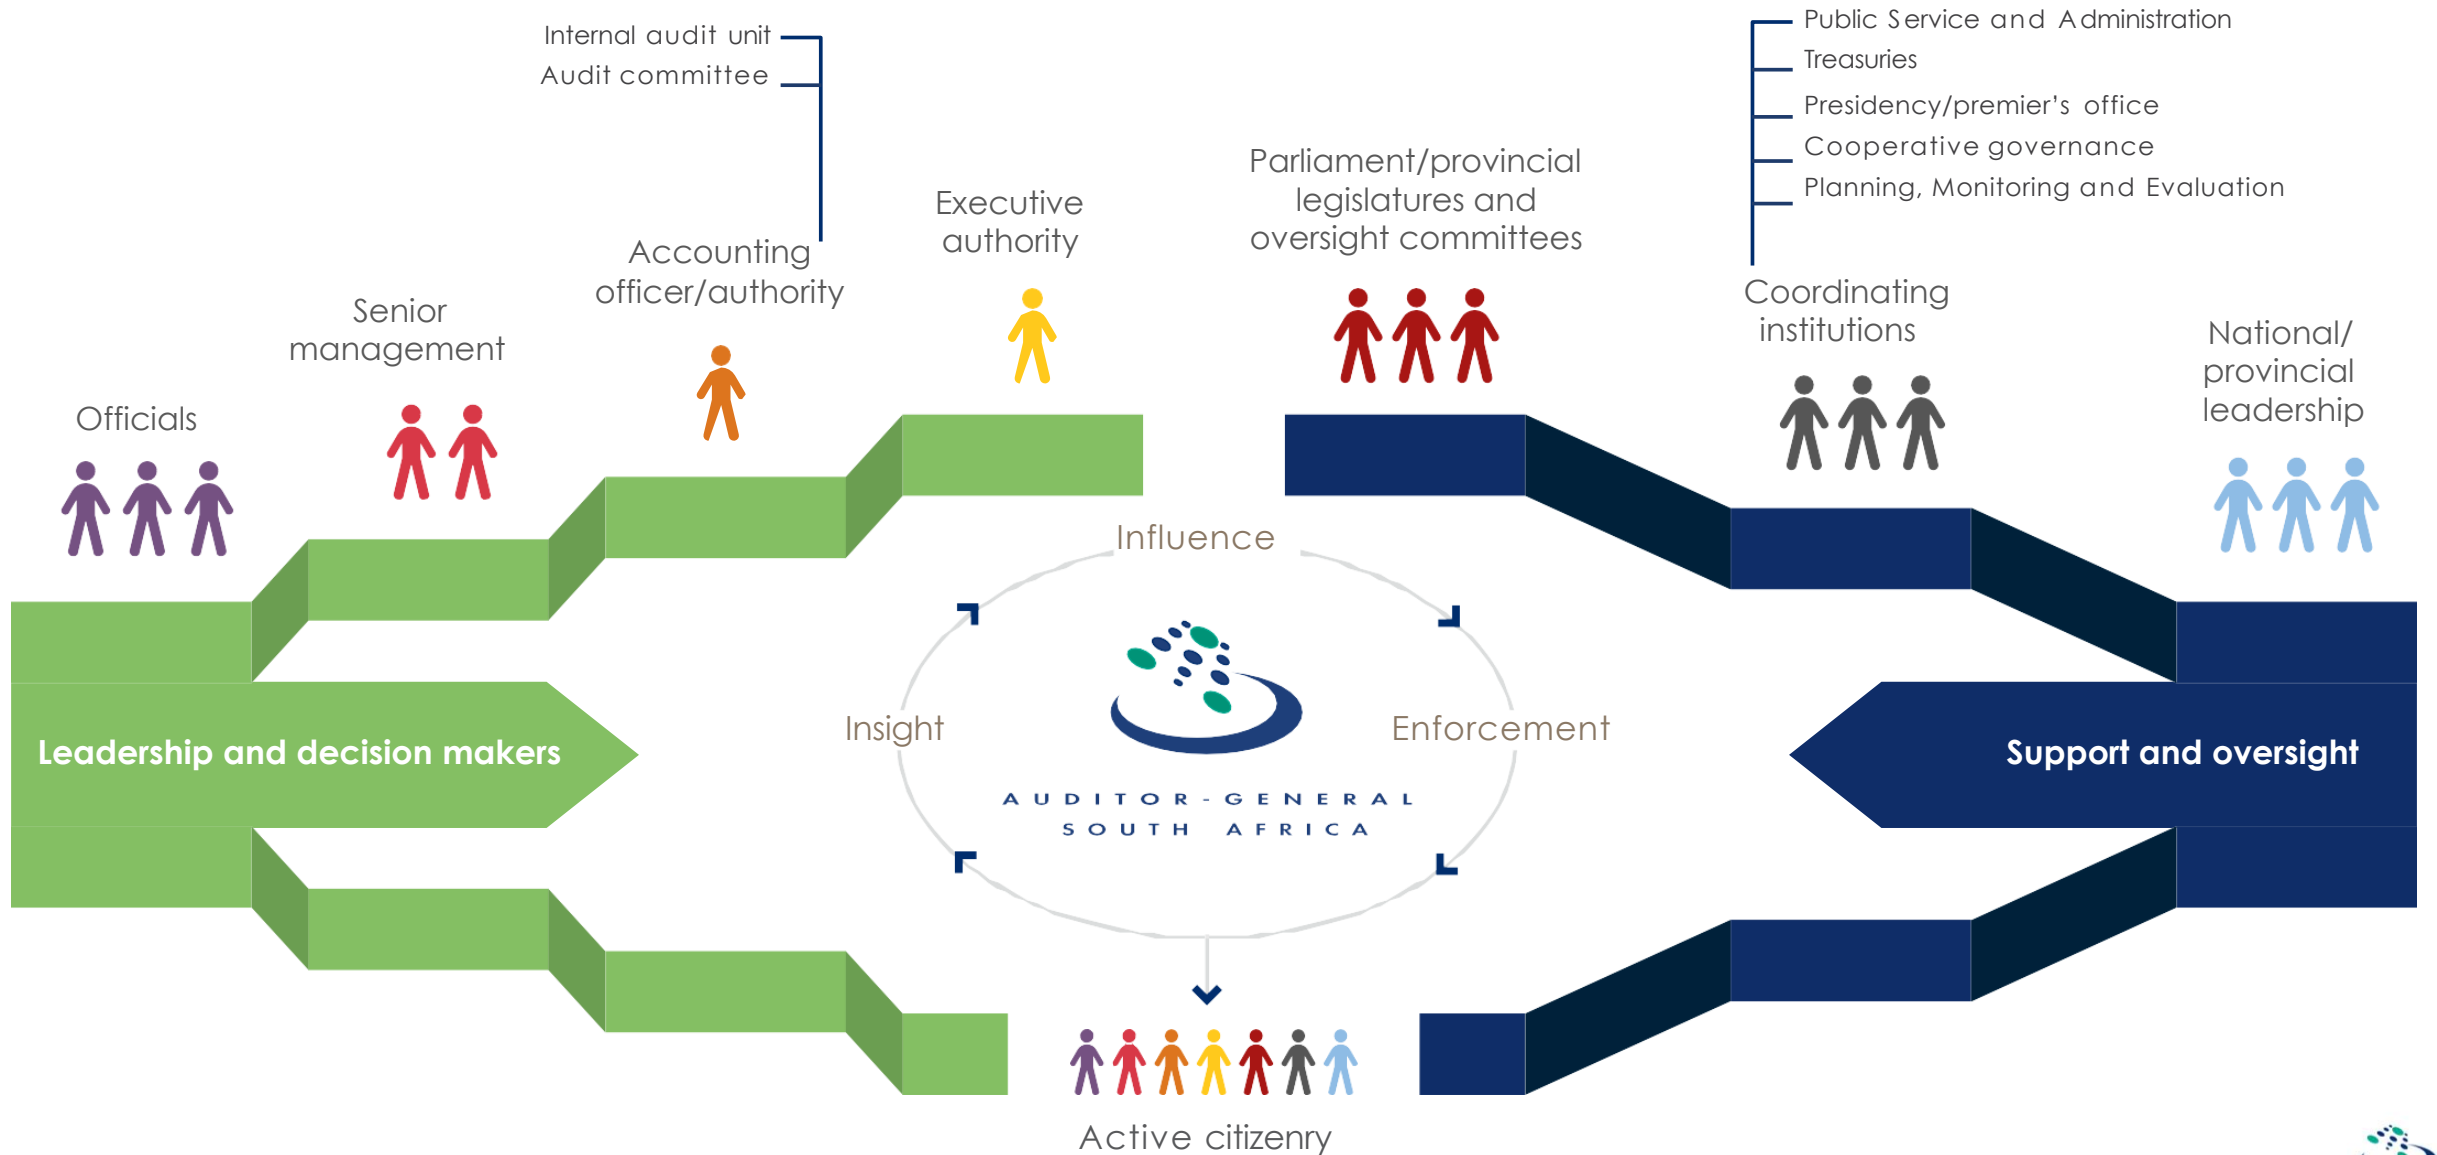 Internal audit unit
Audit committee
Public Service and Administration
Treasuries
Presidency/premier's office
Cooperative governance
Planning, Monitoring and Evaluation
Officials
Senior
management
Accounting
officer/authority
Executive
authority
Parliament/provincial
legislatures and
oversight committees
Coordinating
institutions
National/
provincial
leadership
Influence
Insight
Enforcement
AUDITOR-GENERAL
SOUTH AFRICA
Leadership and decision makers
Support and oversight
Active citizenry